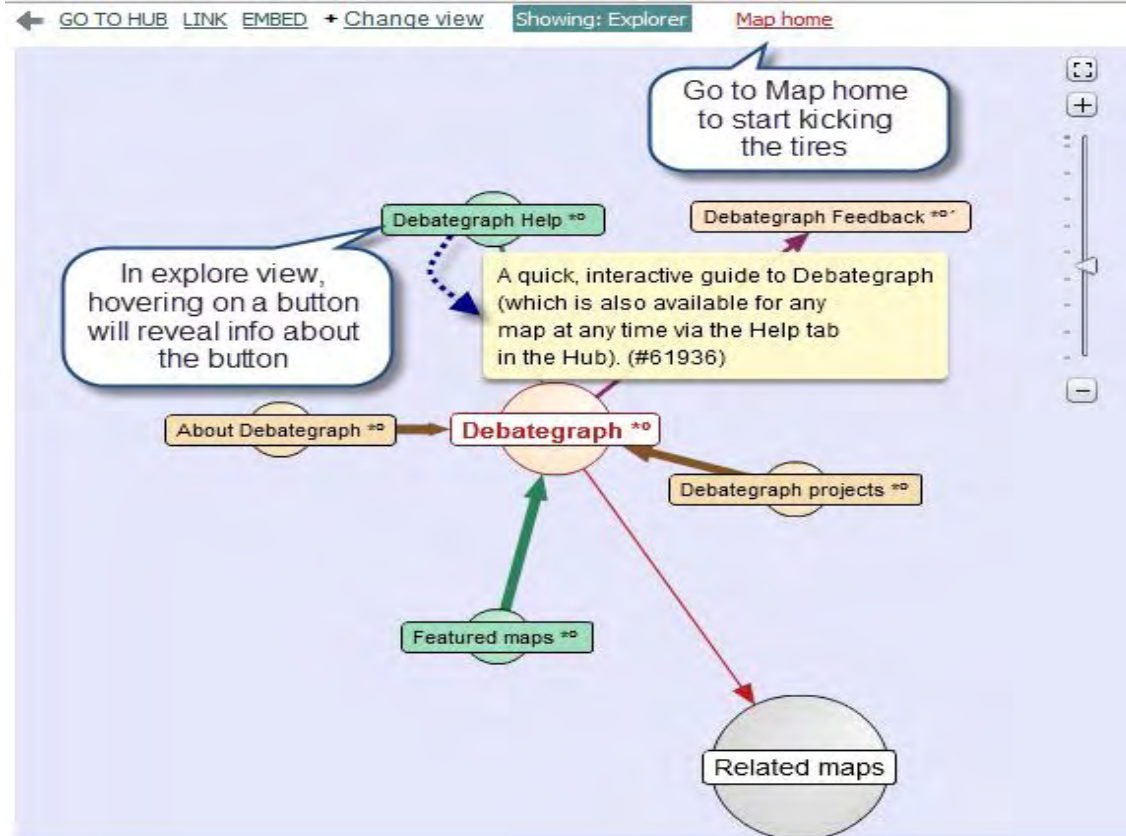 GO TO HUB LINK EMBED + Change view Showing: Explorer Map home
Go to Map home
to start kicking
the tires
Debategraph Help *º
Debategraph Feedback *º´
In explore view,
hovering on a button
will reveal info about
the button
A quick, interactive guide to Debategraph
(which is also available for any
map at any time via the Help tab
in the Hub). (#61936)
About Debategraph *º
Debategraph *º
Debategraph projects *º
Featured maps *º
Related maps